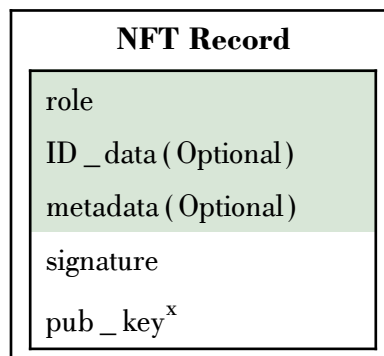 NFT Record
role
ID _ data ( Optional )
metadata ( Optional )
signature
pub _ key^x